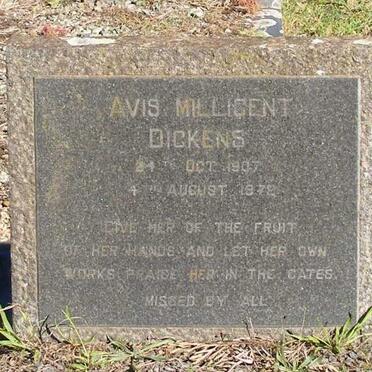 AVIS MILLICENT
DICKENS
24TH OCT 1907
4TH AUGUST 1972
GIVE HER OF THE FRUIT
OF HER HANDS AND LET HER OWN
WORKS PRAISE HER IN THE GATES.
MISSED BY ALL